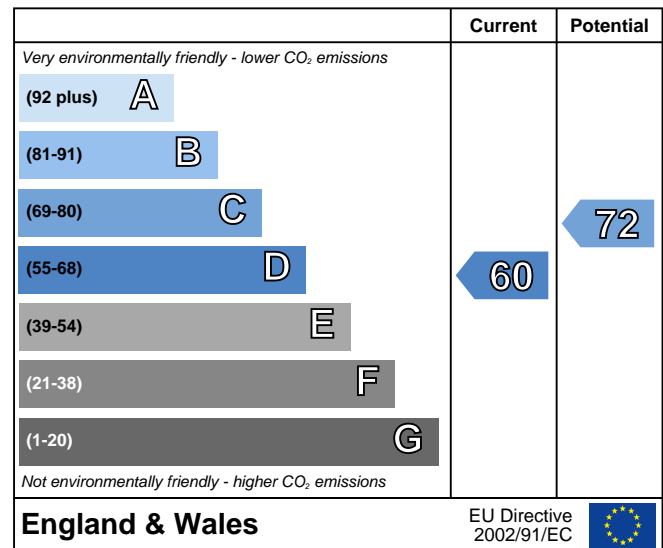 Current Potential
Very environmentally friendly - lower CO₂ emissions
(92 plus) A
(81-91) B
(69-80) C
72
(55-68) D
60
(39-54) E
(21-38) F
(1-20) G
Not environmentally friendly - higher CO₂ emissions
England & Wales
EU Directive
2002/91/EC